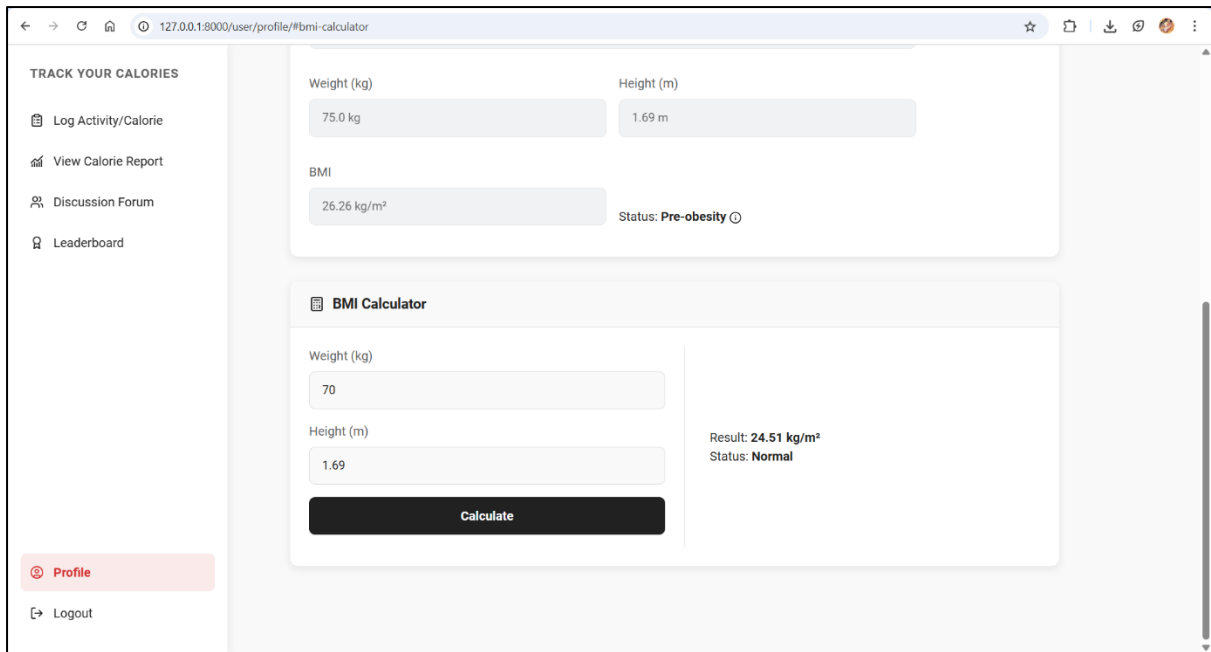 127.0.0.1:8000/user/profile/#bmi-calculator
TRACK YOUR CALORIES
Log Activity/Calorie
View Calorie Report
Discussion Forum
Leaderboard
Profile
Logout
Weight (kg)
Height (m)
75.0 kg
1.69 m
BMI
26.26 kg/m²
Status: Pre-obesity
BMI Calculator
Weight (kg)
70
Height (m)
1.69
Calculate
Result: 24.51 kg/m²
Status: Normal